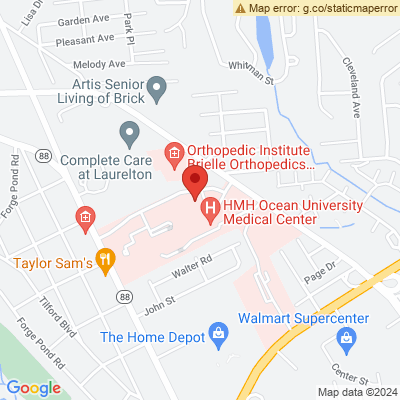 Map error: g.co/staticmaperror
Lisa Dr
Garden Ave
Pleasant Ave
Park Pl
Melody Ave
Whitman St
Cleveland Ave
Artis Senior
Living of Brick
Complete Care
at Laurelton
Orthopedic Institute
Brielle Orthopedics...
88
Forge Pond Rd
H
HMH Ocean University
Medical Center
Taylor Sam's
Walter Rd
Page Dr
88
John St
Tilford Blvd
Forge Pond Rd
The Home Depot
Walmart Supercenter
Center St
Google
Map data ©2024